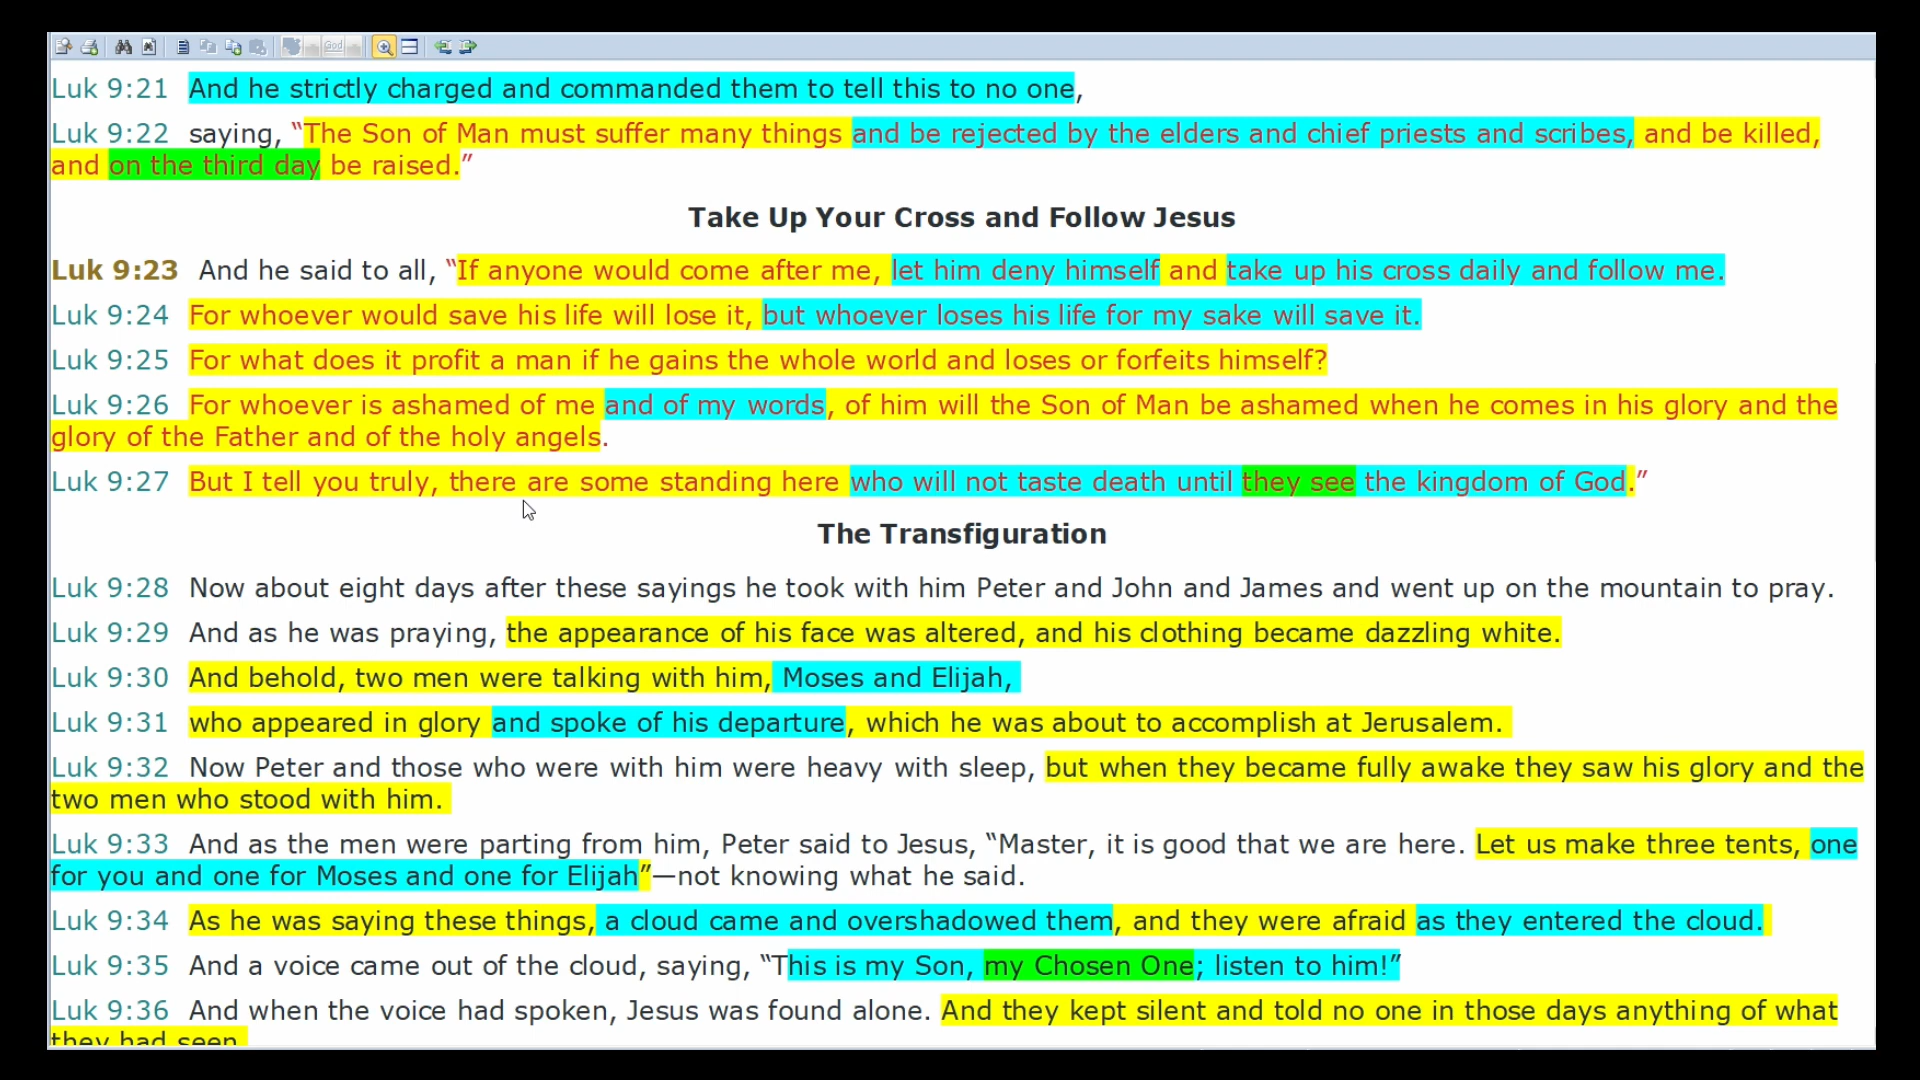 God
Luk 9:21 And he strictly charged and commanded them to tell this to no one,
Luk 9:22 saying, “The Son of Man must suffer many things and be rejected by the elders and chief priests and scribes, and be killed,
and on the third day be raised.”
Take Up Your Cross and Follow Jesus
Luk 9:23 And he said to all, “If anyone would come after me, let him deny himself and take up his cross daily and follow me.
Luk 9:24 For whoever would save his life will lose it, but whoever loses his life for my sake will save it.
Luk 9:25 For what does it profit a man if he gains the whole world and loses or forfeits himself?
Luk 9:26 For whoever is ashamed of me and of my words, of him will the Son of Man be ashamed when he comes in his glory and the
glory of the Father and of the holy angels.
Luk 9:27 But I tell you truly, there are some standing here who will not taste death until they see the kingdom of God.”
The Transfiguration
Luk 9:28 Now about eight days after these sayings he took with him Peter and John and James and went up on the mountain to pray.
Luk 9:29 And as he was praying, the appearance of his face was altered, and his clothing became dazzling white.
Luk 9:30 And behold, two men were talking with him, Moses and Elijah,
Luk 9:31 who appeared in glory and spoke of his departure, which he was about to accomplish at Jerusalem.
Luk 9:32 Now Peter and those who were with him were heavy with sleep, but when they became fully awake they saw his glory and the
two men who stood with him.
Luk 9:33 And as the men were parting from him, Peter said to Jesus, “Master, it is good that we are here. Let us make three tents, one
for you and one for Moses and one for Elijah”—not knowing what he said.
Luk 9:34 As he was saying these things, a cloud came and overshadowed them, and they were afraid as they entered the cloud.
Luk 9:35 And a voice came out of the cloud, saying, “This is my Son, my Chosen One; listen to him!”
Luk 9:36 And when the voice had spoken, Jesus was found alone. And they kept silent and told no one in those days anything of what
they had seen.